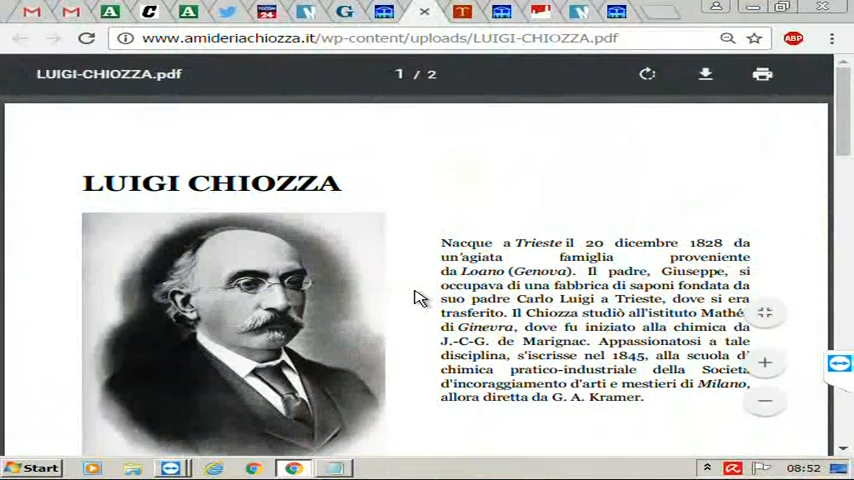 www.amideriachiozza.it/wp-content/uploads/LUIGI-CHIOZZA.pdf
ABP
LUIGI-CHIOZZA.pdf
1 / 2
LUIGI CHIOZZA
Nacque a Trieste il 20 dicembre 1828 da
un'agiata famiglia proveniente
da Loano (Genova). Il padre, Giuseppe, si
occupava di una fabbrica di saponi fondata da
suo padre Carlo Luigi a Trieste, dove si era
trasferito. Il Chiozza studiò all'istituto Mathé
di Ginevra, dove fu iniziato alla chimica da
J.-C-G. de Marignac. Appassionatosi a tale
disciplina, s'iscrisse nel 1845, alla scuola di
chimica pratico-industriale della Società
d'incoraggiamento d'arti e mestieri di Milano,
allora diretta da G. A. Kramer.
Start
08:52